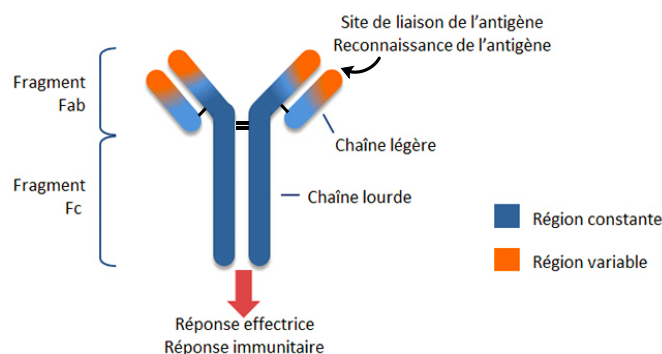 Site de liaison de l'antigène
Reconnaissance de l'antigène
Fragment
Fab
Chaîne légère
Fragment
Fc
Chaîne lourde
Région constante
Région variable
Réponse effectrice
Réponse immunitaire